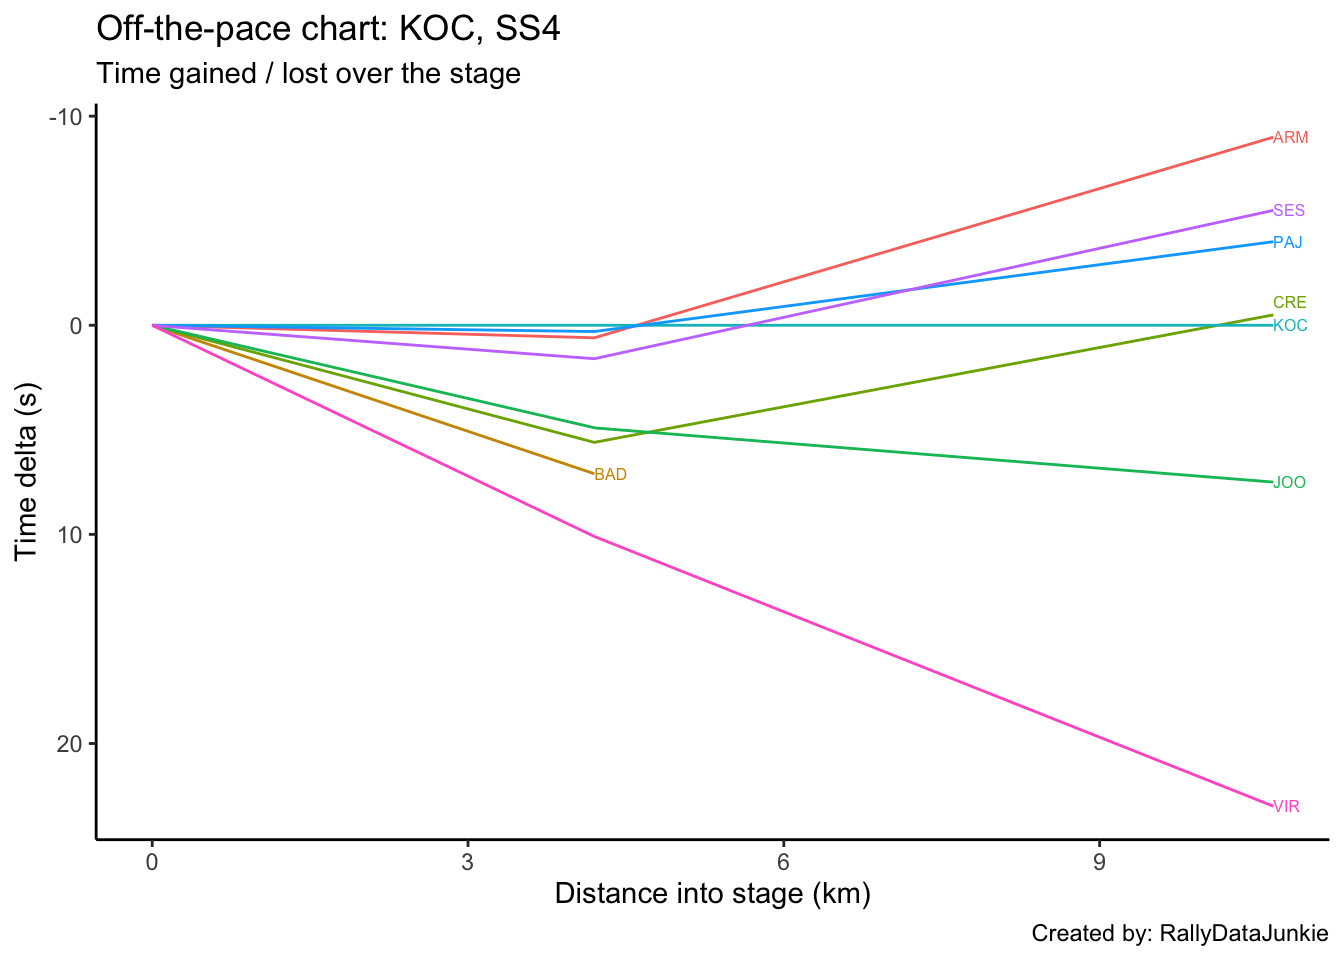 Off-the-pace chart: KOC, SS4
Time gained / lost over the stage
-10
0
10
20
Time delta (s)
ARM
SES
PAJ
CRE
KOC
BAD
JOO
VIR
0
3
6
9
Distance into stage (km)
Created by: RallyDataJunkie